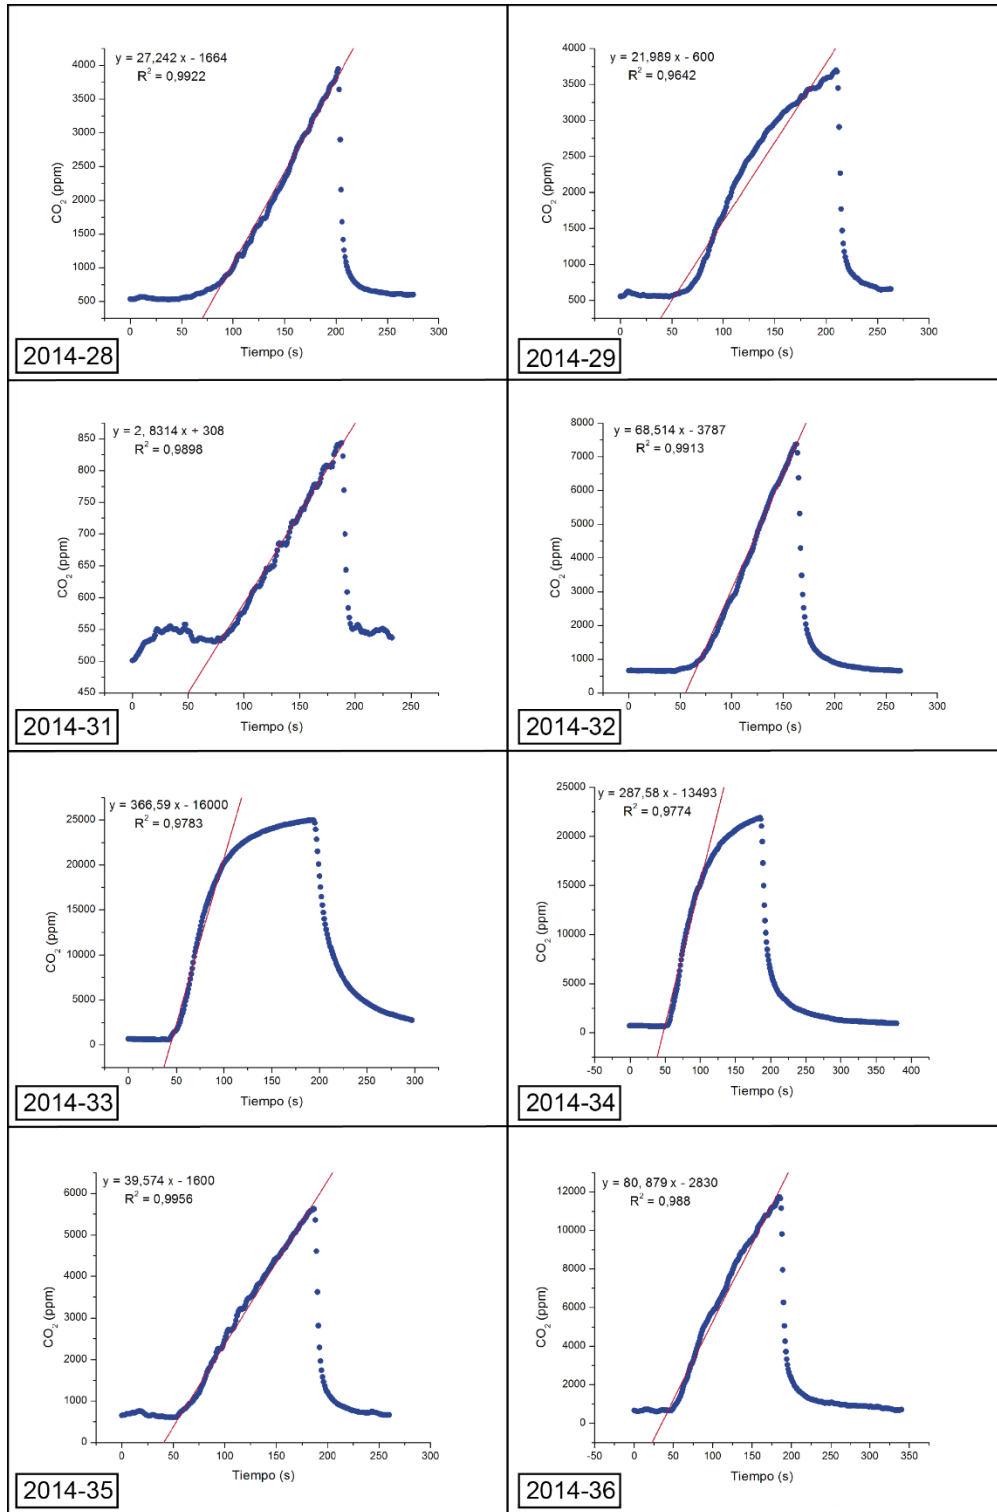 y = 27,242 x - 1664
R² = 0,9922
4000
3500
3000
2500
2000
1500
1000
500
CO₂ (ppm)
0 50 100 150 200 250 300
Tiempo (s)
2014-28
y = 21,989 x - 600
R² = 0,9642
4000
3500
3000
2500
2000
1500
1000
500
CO₂ (ppm)
0 50 100 150 200 250 300
Tiempo (s)
2014-29
y = 2, 8314 x + 308
R² = 0,9898
850
800
750
700
650
600
550
500
450
CO₂ (ppm)
0 50 100 150 200 250
Tiempo (s)
2014-31
y = 68,514 x - 3787
R² = 0,9913
8000
7000
6000
5000
4000
3000
2000
1000
0
CO₂ (ppm)
0 50 100 150 200 250 300
Tiempo (s)
2014-32
y = 366,59 x - 16000
R² = 0,9783
25000
20000
15000
10000
5000
0
CO₂ (ppm)
0 50 100 150 200 250 300
Tiempo (s)
2014-33
y = 287,58 x - 13493
R² = 0,9774
25000
20000
15000
10000
5000
0
CO₂ (ppm)
-50 0 50 100 150 200 250 300 350 400
Tiempo (s)
2014-34
y = 39,574 x - 1600
R² = 0,9956
6000
5000
4000
3000
2000
1000
0
CO₂ (ppm)
0 50 100 150 200 250 300
Tiempo (s)
2014-35
y = 80, 879 x - 2830
R² = 0,988
12000
10000
8000
6000
4000
2000
0
CO₂ (ppm)
-50 0 50 100 150 200 250 300 350
Tiempo (s)
2014-36